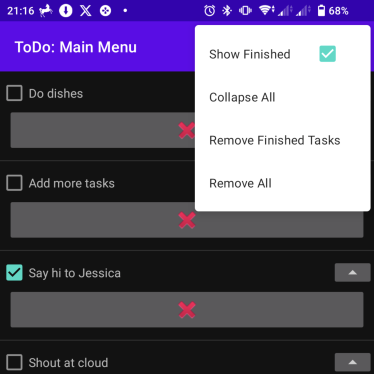 21:16
68%
ToDo: Main Menu
Show Finished
Collapse All
Remove Finished Tasks
Remove All
Do dishes
Add more tasks
Say hi to Jessica
Shout at cloud